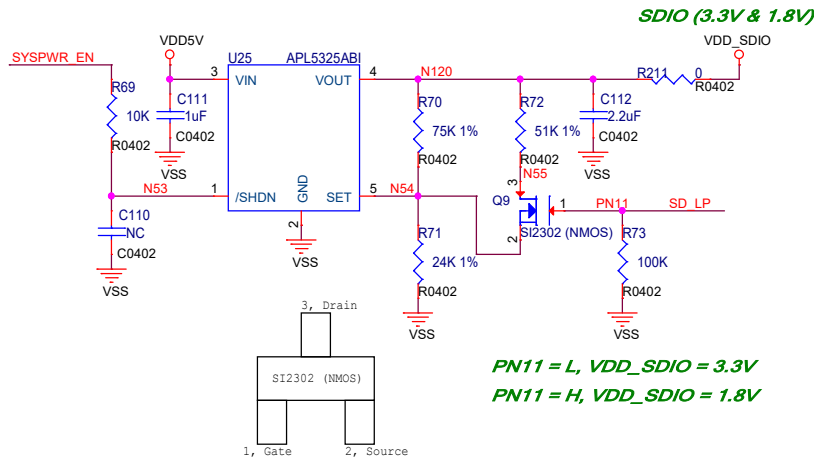 SDIO (3.3V & 1.8V)
SYSPWR_EN
VDD5V
U25
APL5325ABI
VDD_SDIO
3
VIN
VOUT
4
N120
R211
0
R0402
R69
10K
R0402
C111
1uF
C0402
VSS
R70
75K 1%
R0402
R72
51K 1%
R0402
C112
2.2uF
C0402
VSS
N53
1
/SHDN
GND
2
VSS
SET
5
N54
N55
3
Q9
2
1
PN11
SD_LP
SI2302 (NMOS)
C110
NC
C0402
VSS
R71
24K 1%
R0402
VSS
R73
100K
R0402
VSS
3, Drain
SI2302 (NMOS)
1, Gate
2, Source
PN11 = L, VDD_SDIO = 3.3V
PN11 = H, VDD_SDIO = 1.8V